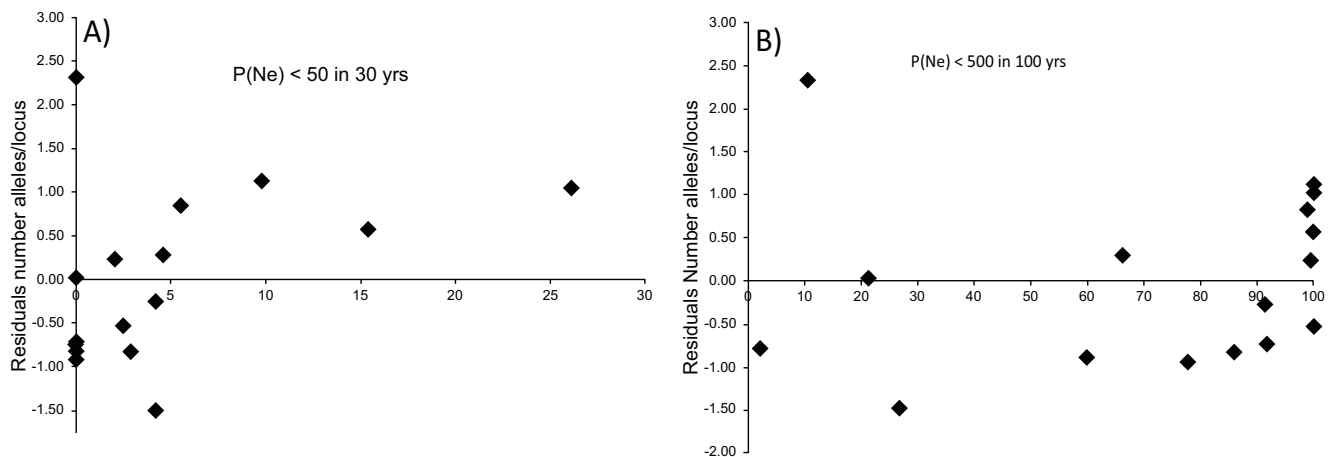 A)
P(Ne) < 50 in 30 yrs
Residuals number alleles/locus
3.00
2.50
2.00
1.50
1.00
0.50
0.00
-0.50
-1.00
-1.50
0 5 10 15 20 25 30
B)
P(Ne) < 500 in 100 yrs
Residuals Number alleles/locus
3.00
2.50
2.00
1.50
1.00
0.50
0.00
-0.50
-1.00
-1.50
-2.00
0 10 20 30 40 50 60 70 80 90 100